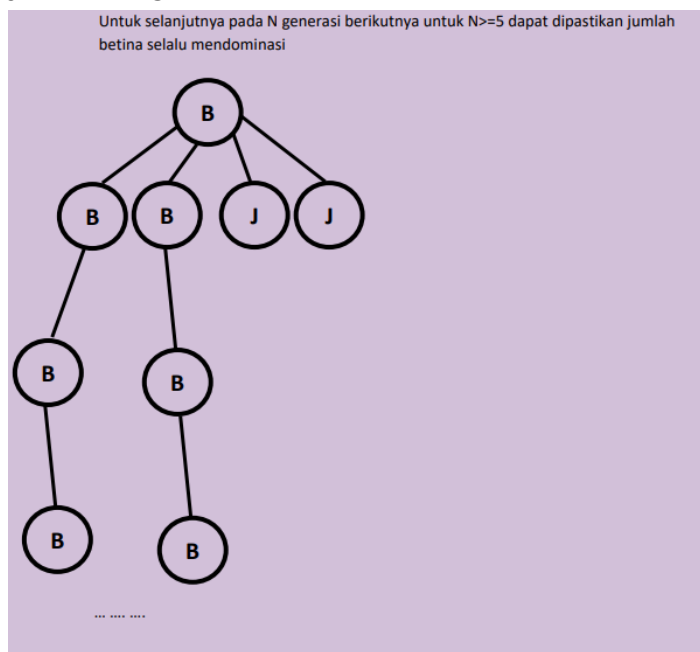 Untuk selanjutnya pada N generasi berikutnya untuk N>=5 dapat dipastikan jumlah
betina selalu mendominasi
B
B B J J
B B
B B
... .... ....